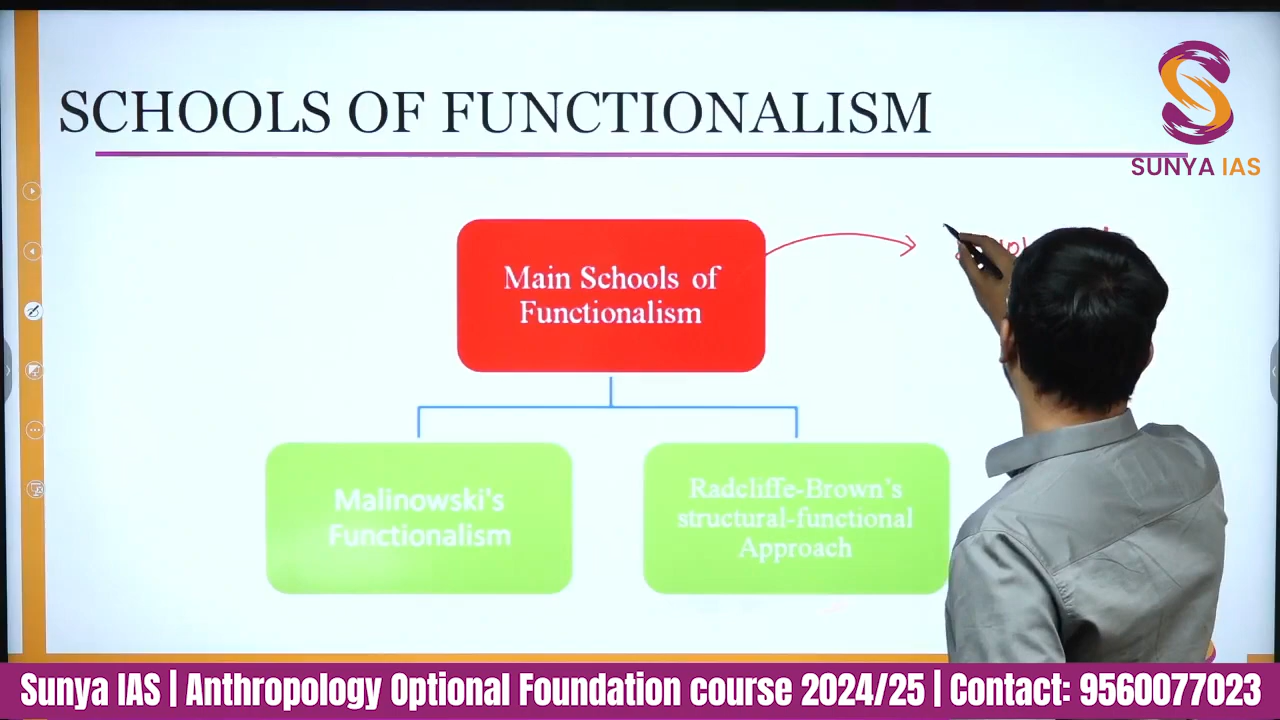 SCHOOLS OF FUNCTIONALISM
SUNYA IAS
Main Schools of
Functionalism
Malinowski's
Functionalism
Radcliffe-Brown's
structural-functional
Approach
Sunya IAS | Anthropology Optional Foundation course 2024/25 | Contact: 9560077023